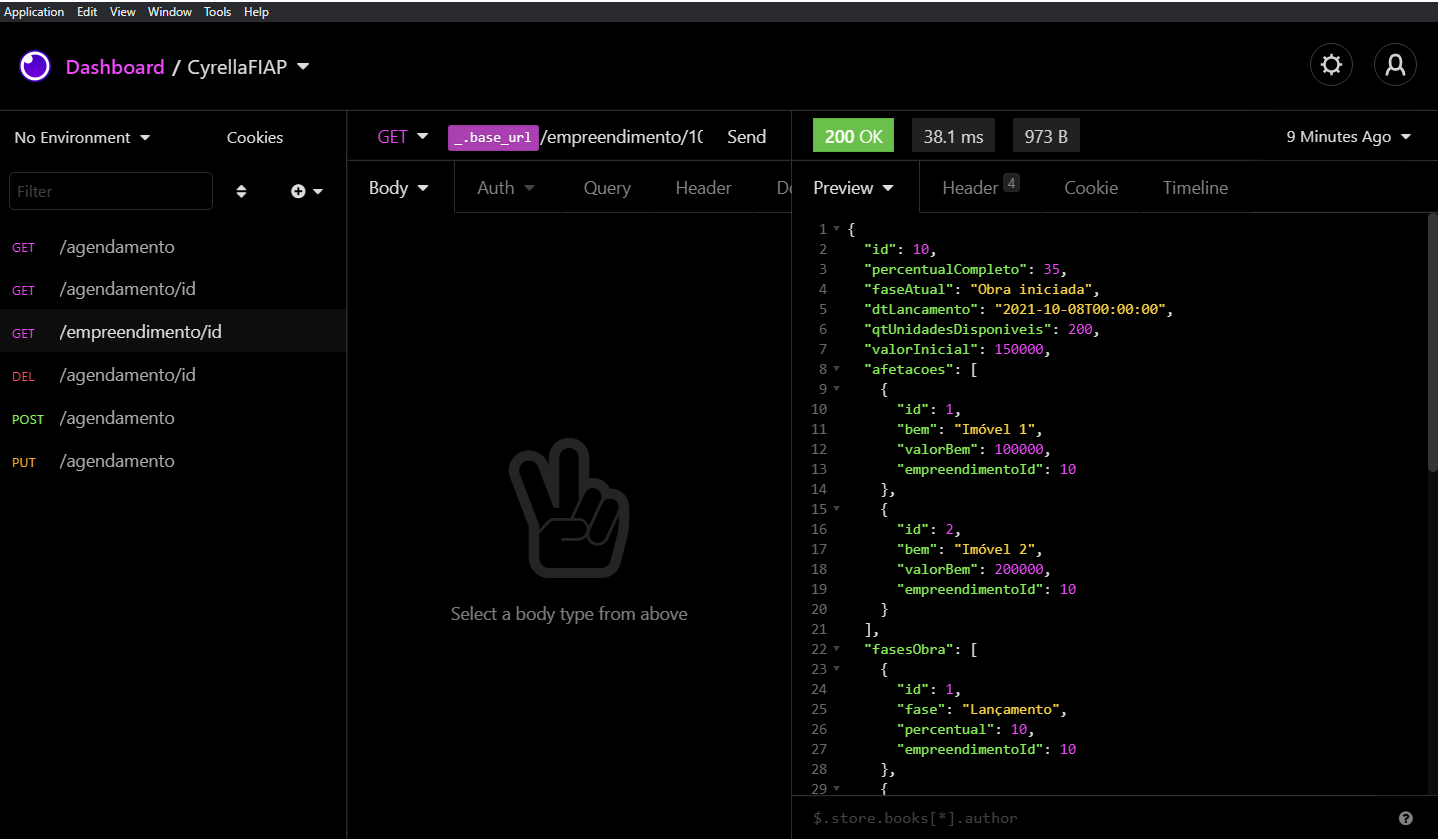 Application Edit View Window Tools Help
Dashboard / CyrellaFIAP
No Environment Cookies
Filter
GET /agendamento
GET /agendamento/id
GET /empreendimento/id
DEL /agendamento/id
POST /agendamento
PUT /agendamento
GET _.base_url /empreendimento/10 Send
Body Auth Query Header Do
Select a body type from above
200 OK 38.1 ms 973 B 9 Minutes Ago
Preview Header 4 Cookie Timeline
1 {
2 "id": 10,
3 "percentualCompleto": 35,
4 "faseAtual": "Obra iniciada",
5 "dtLancamento": "2021-10-08T00:00:00",
6 "qtUnidadesDisponiveis": 200,
7 "valorInicial": 150000,
8 "afetacoes": [
9 {
10 "id": 1,
11 "bem": "Imóvel 1",
12 "valorBem": 100000,
13 "empreendimentoId": 10
14 },
15 {
16 "id": 2,
17 "bem": "Imóvel 2",
18 "valorBem": 200000,
19 "empreendimentoId": 10
20 }
21 ],
22 "fasesObra": [
23 {
24 "id": 1,
25 "fase": "Lançamento",
26 "percentual": 10,
27 "empreendimentoId": 10
28 },
29 {
$.store.books[*].author